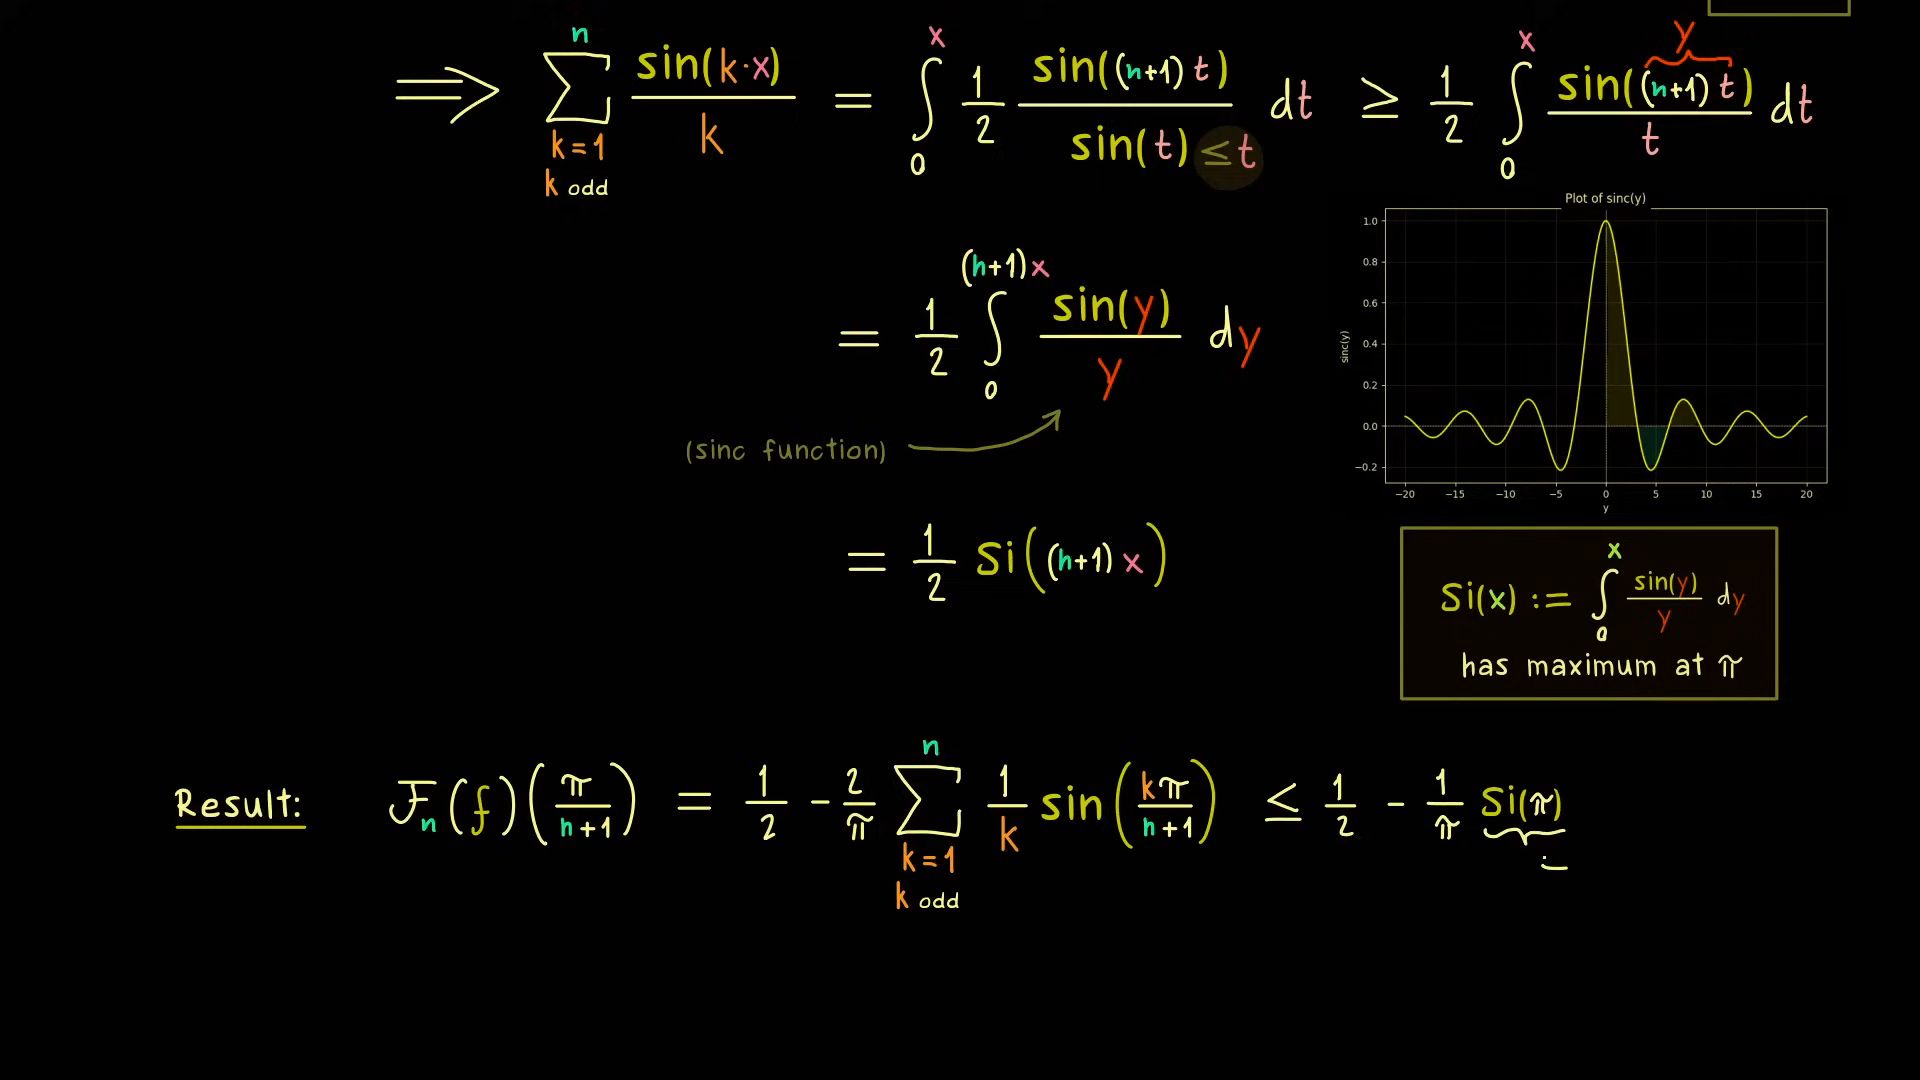 ⟹ ∑_{k=1, k odd}^{n} sin(k·x)/k = ∫_0^x 1/2 sin((n+1)t)/sin(t) ≤ t dt ≥ 1/2 ∫_0^x sin((n+1)t)/t dt
y
Plot of sinc(y)
1.0
0.8
0.6
0.4
0.2
0.0
−0.2
sinc(y)
−20 −15 −10 −5 0 5 10 15 20
y
= 1/2 ∫_0^{(n+1)x} sin(y)/y dy
(sinc function)
= 1/2 Si((n+1)x)
Si(x) := ∫_0^x sin(y)/y dy
has maximum at π
Result: ℱ_n(f)(π/(n+1)) = 1/2 − 2/π ∑_{k=1, k odd}^{n} 1/k sin(kπ/(n+1)) ≤ 1/2 − 1/π Si(π)